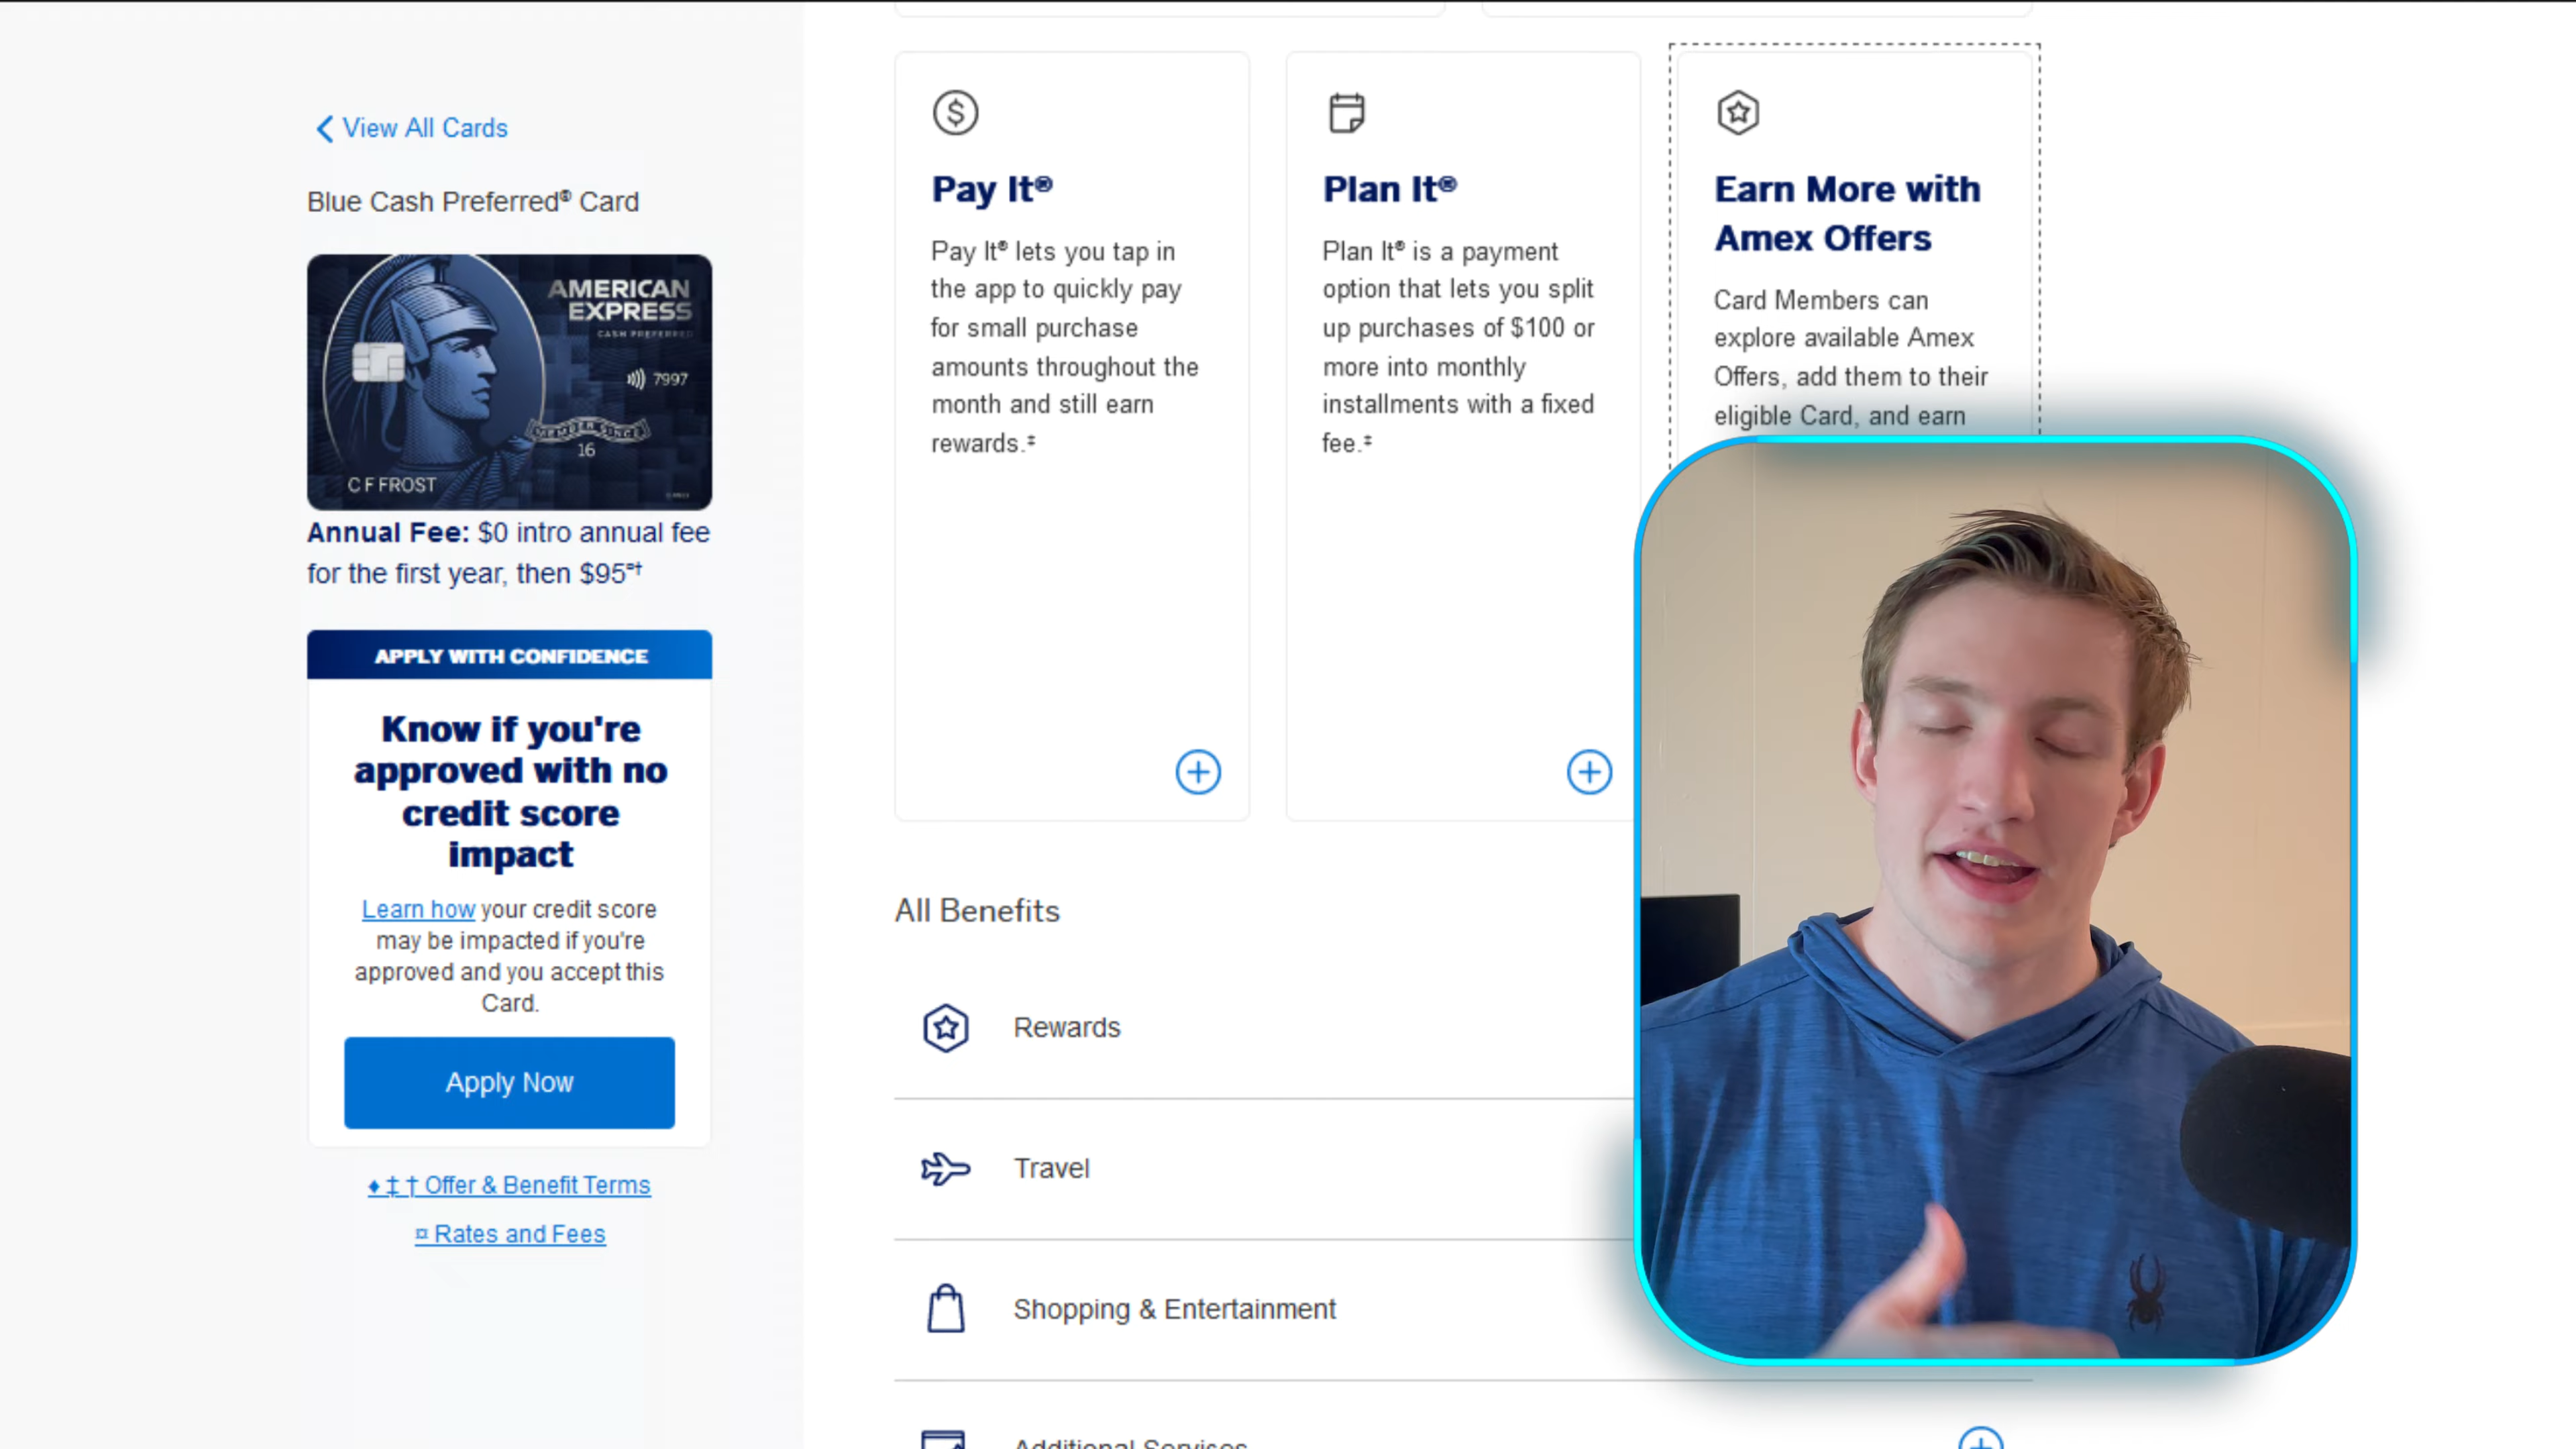 View All Cards
Blue Cash Preferred® Card
AMERICAN
EXPRESS
CASH PREFERRED
7997
MEMBER SINCE
16
C F FROST
Annual Fee: $0 intro annual fee
for the first year, then $95¤†
APPLY WITH CONFIDENCE
Know if you're
approved with no
credit score
impact
Learn how your credit score
may be impacted if you're
approved and you accept this
Card.
Apply Now
♦ ‡ † Offer & Benefit Terms
¤ Rates and Fees
Pay It®
Pay It® lets you tap in
the app to quickly pay
for small purchase
amounts throughout the
month and still earn
rewards.‡
Plan It®
Plan It® is a payment
option that lets you split
up purchases of $100 or
more into monthly
installments with a fixed
fee.‡
Earn More with
Amex Offers
Card Members can
explore available Amex
Offers, add them to their
eligible Card, and earn
All Benefits
Rewards
Travel
Shopping & Entertainment
Additional Services